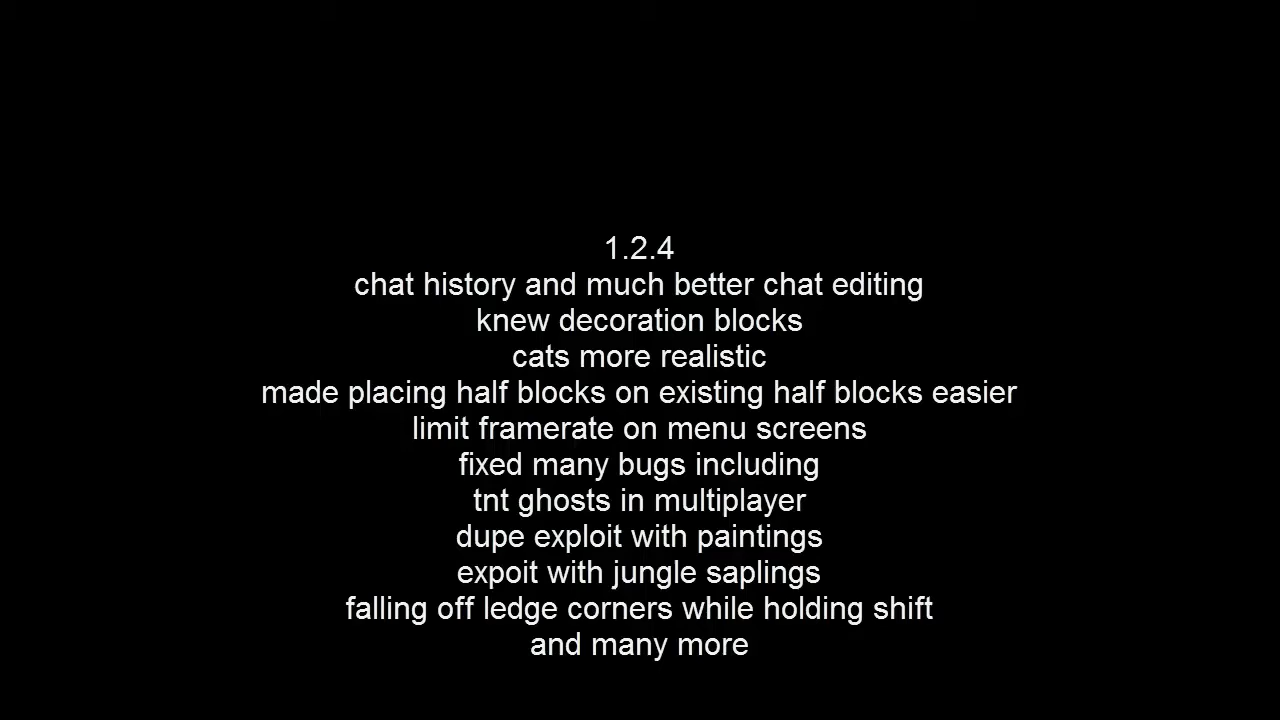 1.2.4
chat history and much better chat editing
knew decoration blocks
cats more realistic
made placing half blocks on existing half blocks easier
limit framerate on menu screens
fixed many bugs including
tnt ghosts in multiplayer
dupe exploit with paintings
expoit with jungle saplings
falling off ledge corners while holding shift
and many more